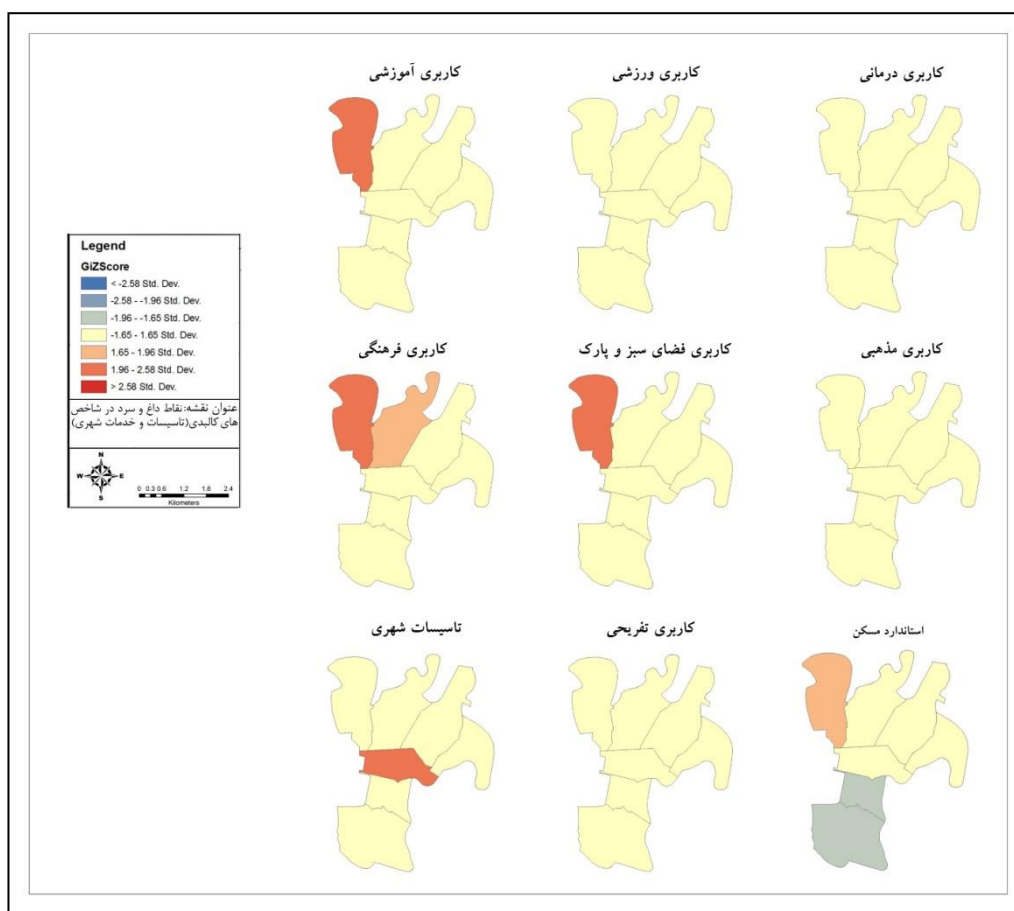 کاربری آموزشی
کاربری ورزشی
کاربری درمانی
Legend
GiZScore
< -2.58 Std. Dev.
-2.58 - -1.96 Std. Dev.
-1.96 - -1.65 Std. Dev.
-1.65 - 1.65 Std. Dev.
1.65 - 1.96 Std. Dev.
1.96 - 2.58 Std. Dev.
> 2.58 Std. Dev.
عنوان نقشه:نقاط داغ و سرد در شاخص
های کالبدی(تاسیسات و خدمات شهری)
N
W E
S
0 0.3 0.6 1.2 1.8 2.4
Kilometers
کاربری فرهنگی
کاربری فضای سبز و پارک
کاربری مذهبی
تاسیسات شهری
کاربری تفریحی
استاندارد مسکن